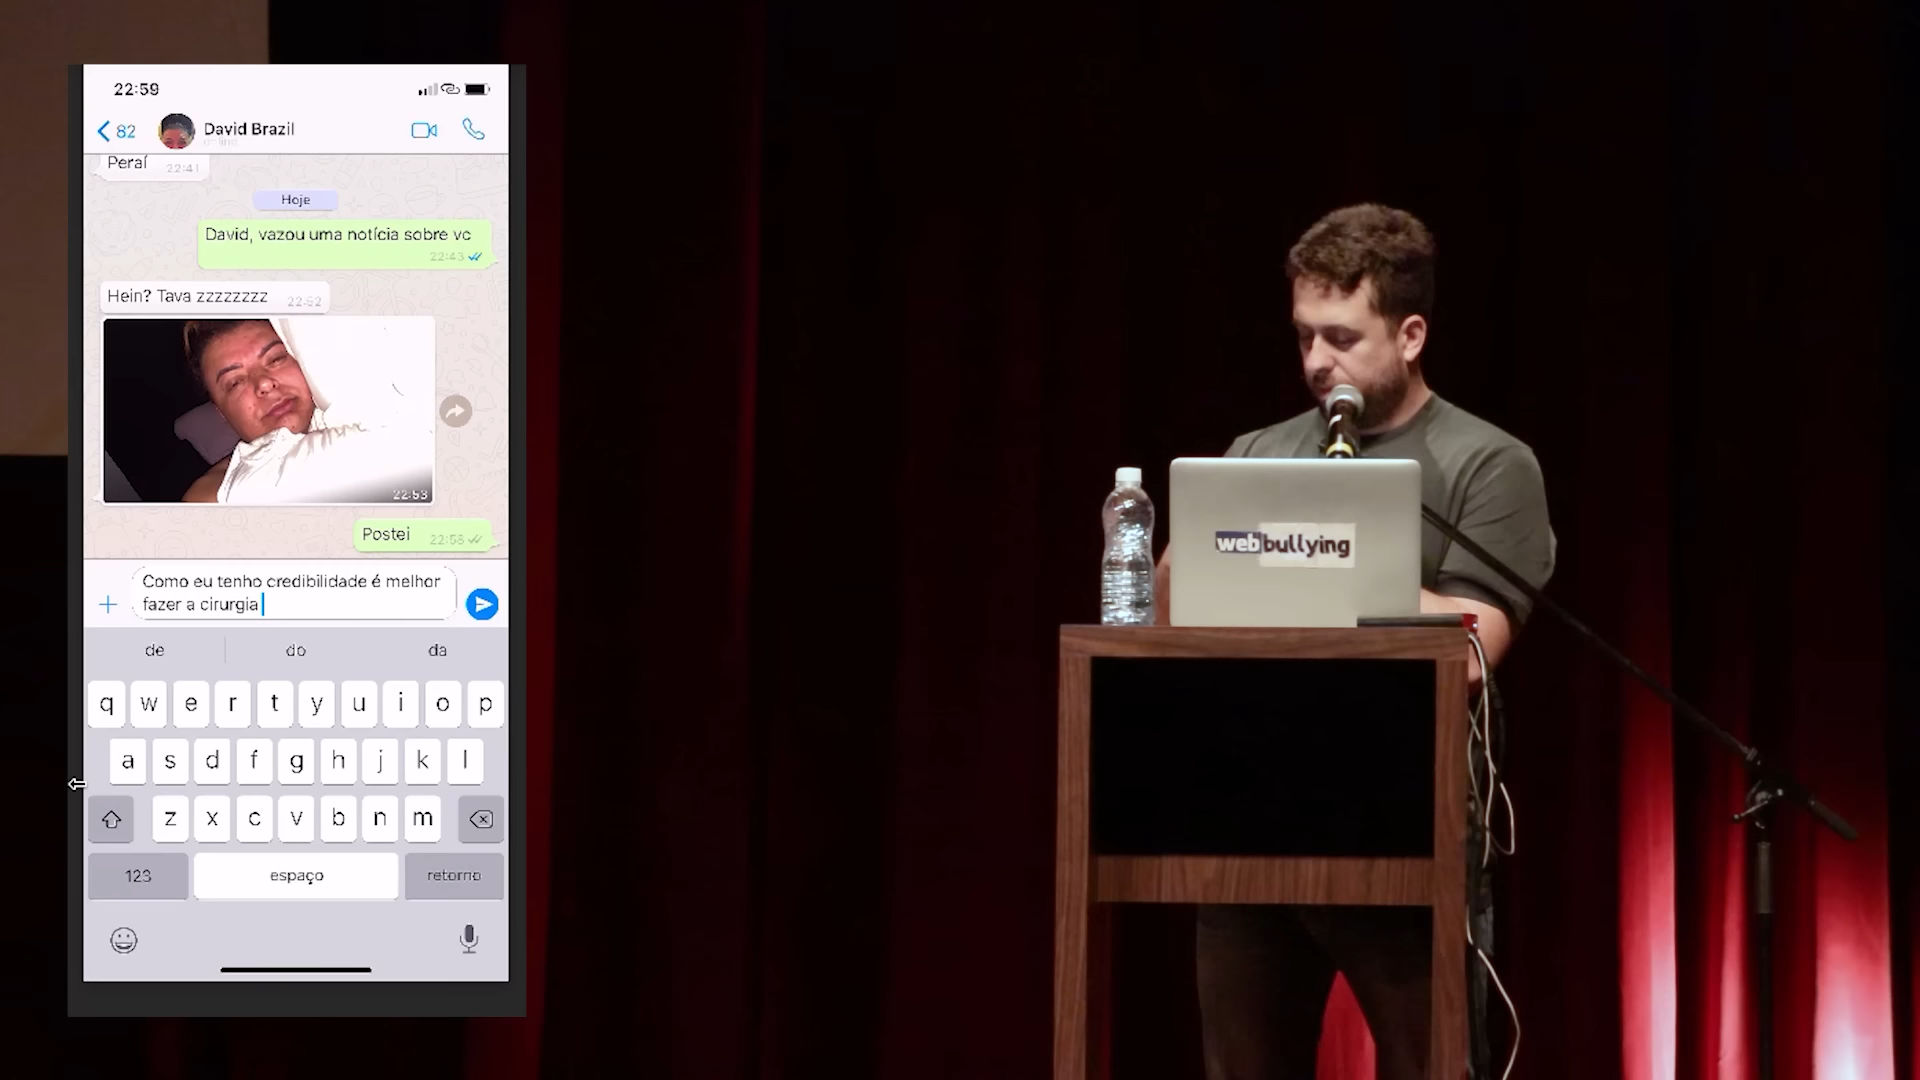 22:59
82
David Brazil
online
Peraí
22:41
Hoje
David, vazou uma notícia sobre vc
22:43
Hein? Tava zzzzzzzz
22:52
22:53
Postei
22:58
Como eu tenho credibilidade é melhor
fazer a cirurgia
de do da
q w e r t y u i o p
a s d f g h j k l
z x c v b n m
123 espaço retorno
webbullying